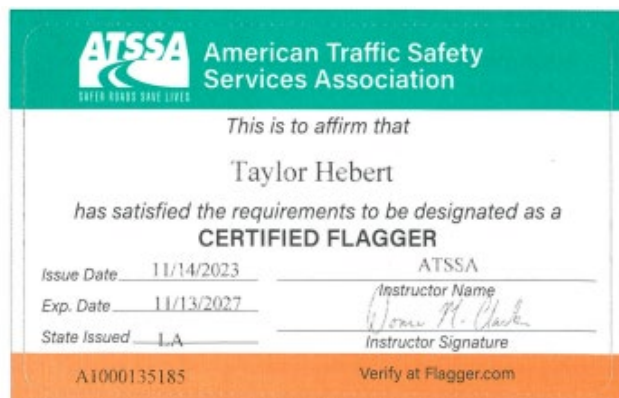 ATSSA
SAFER ROADS SAVE LIVES
American Traffic Safety
Services Association
This is to affirm that
Taylor Hebert
has satisfied the requirements to be designated as a
CERTIFIED FLAGGER
Issue Date 11/14/2023
ATSSA
Instructor Name
Exp. Date 11/13/2027
State Issued LA
Instructor Signature
A1000135185
Verify at Flagger.com